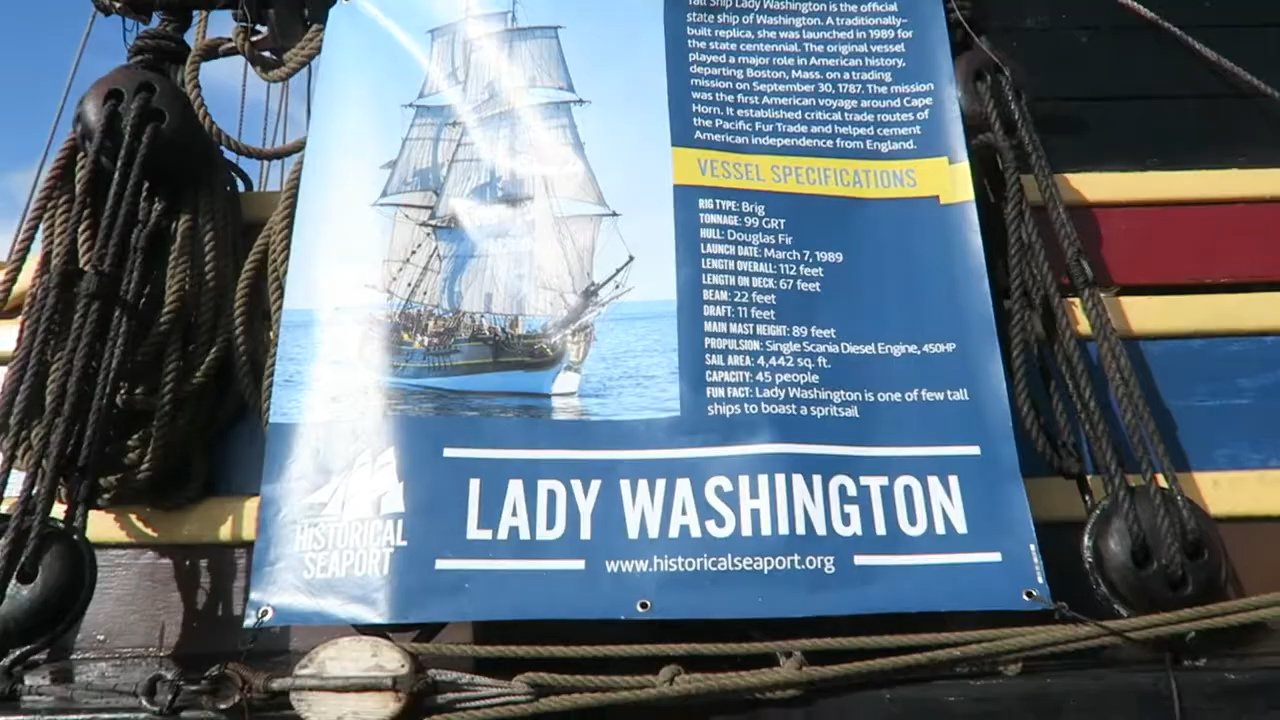 Tall Ship Lady Washington is the official
state ship of Washington. A traditionally-
built replica, she was launched in 1989 for
the state centennial. The original vessel
played a major role in American history,
departing Boston, Mass. on a trading
mission on September 30, 1787. The mission
was the first American voyage around Cape
Horn. It established critical trade routes of
the Pacific Fur Trade and helped cement
American independence from England.
VESSEL SPECIFICATIONS
RIG TYPE: Brig
TONNAGE: 99 GRT
HULL: Douglas Fir
LAUNCH DATE: March 7, 1989
LENGTH OVERALL: 112 feet
LENGTH ON DECK: 67 feet
BEAM: 22 feet
DRAFT: 11 feet
MAIN MAST HEIGHT: 89 feet
PROPULSION: Single Scania Diesel Engine, 450HP
SAIL AREA: 4,442 sq. ft.
CAPACITY: 45 people
FUN FACT: Lady Washington is one of few tall
ships to boast a spritsail
HISTORICAL
SEAPORT
LADY WASHINGTON
www.historicalseaport.org